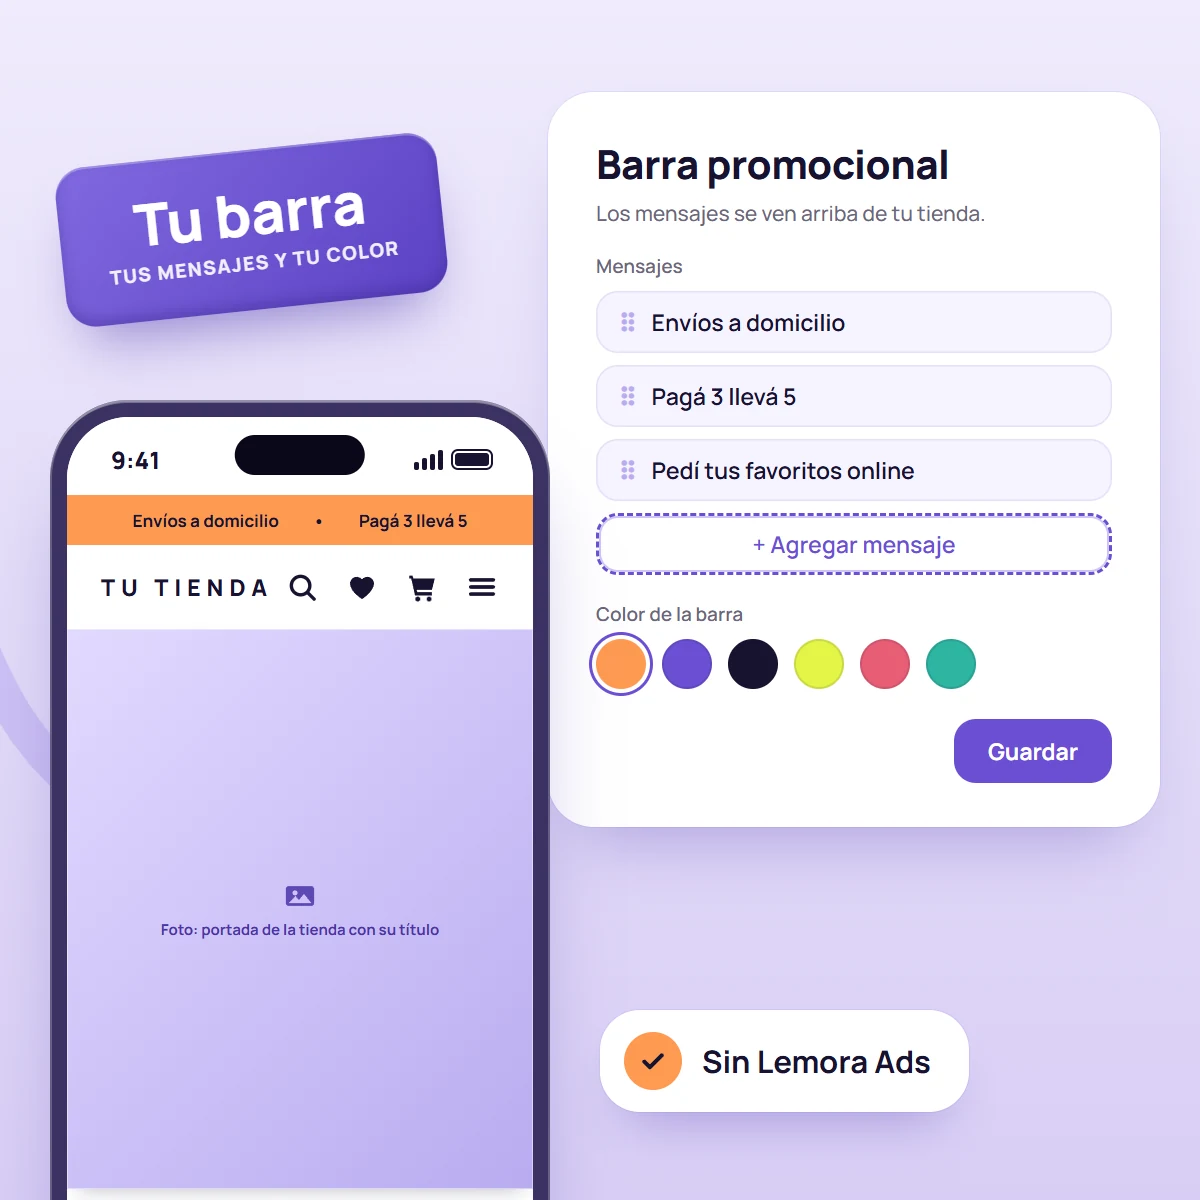 Tu barra
TUS MENSAJES Y TU COLOR
Barra promocional
Los mensajes se ven arriba de tu tienda.
Mensajes
Envíos a domicilio
Pagá 3 llevá 5
Pedí tus favoritos online
+ Agregar mensaje
Color de la barra
Guardar
9:41
Envíos a domicilio • Pagá 3 llevá 5
TU TIENDA
Foto: portada de la tienda con su título
Sin Lemora Ads